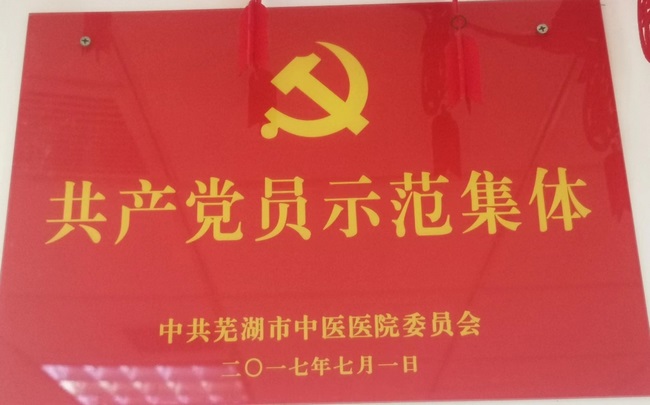 共产党员示范集体
中共芜湖市中医医院委员会
二〇一七年七月一日